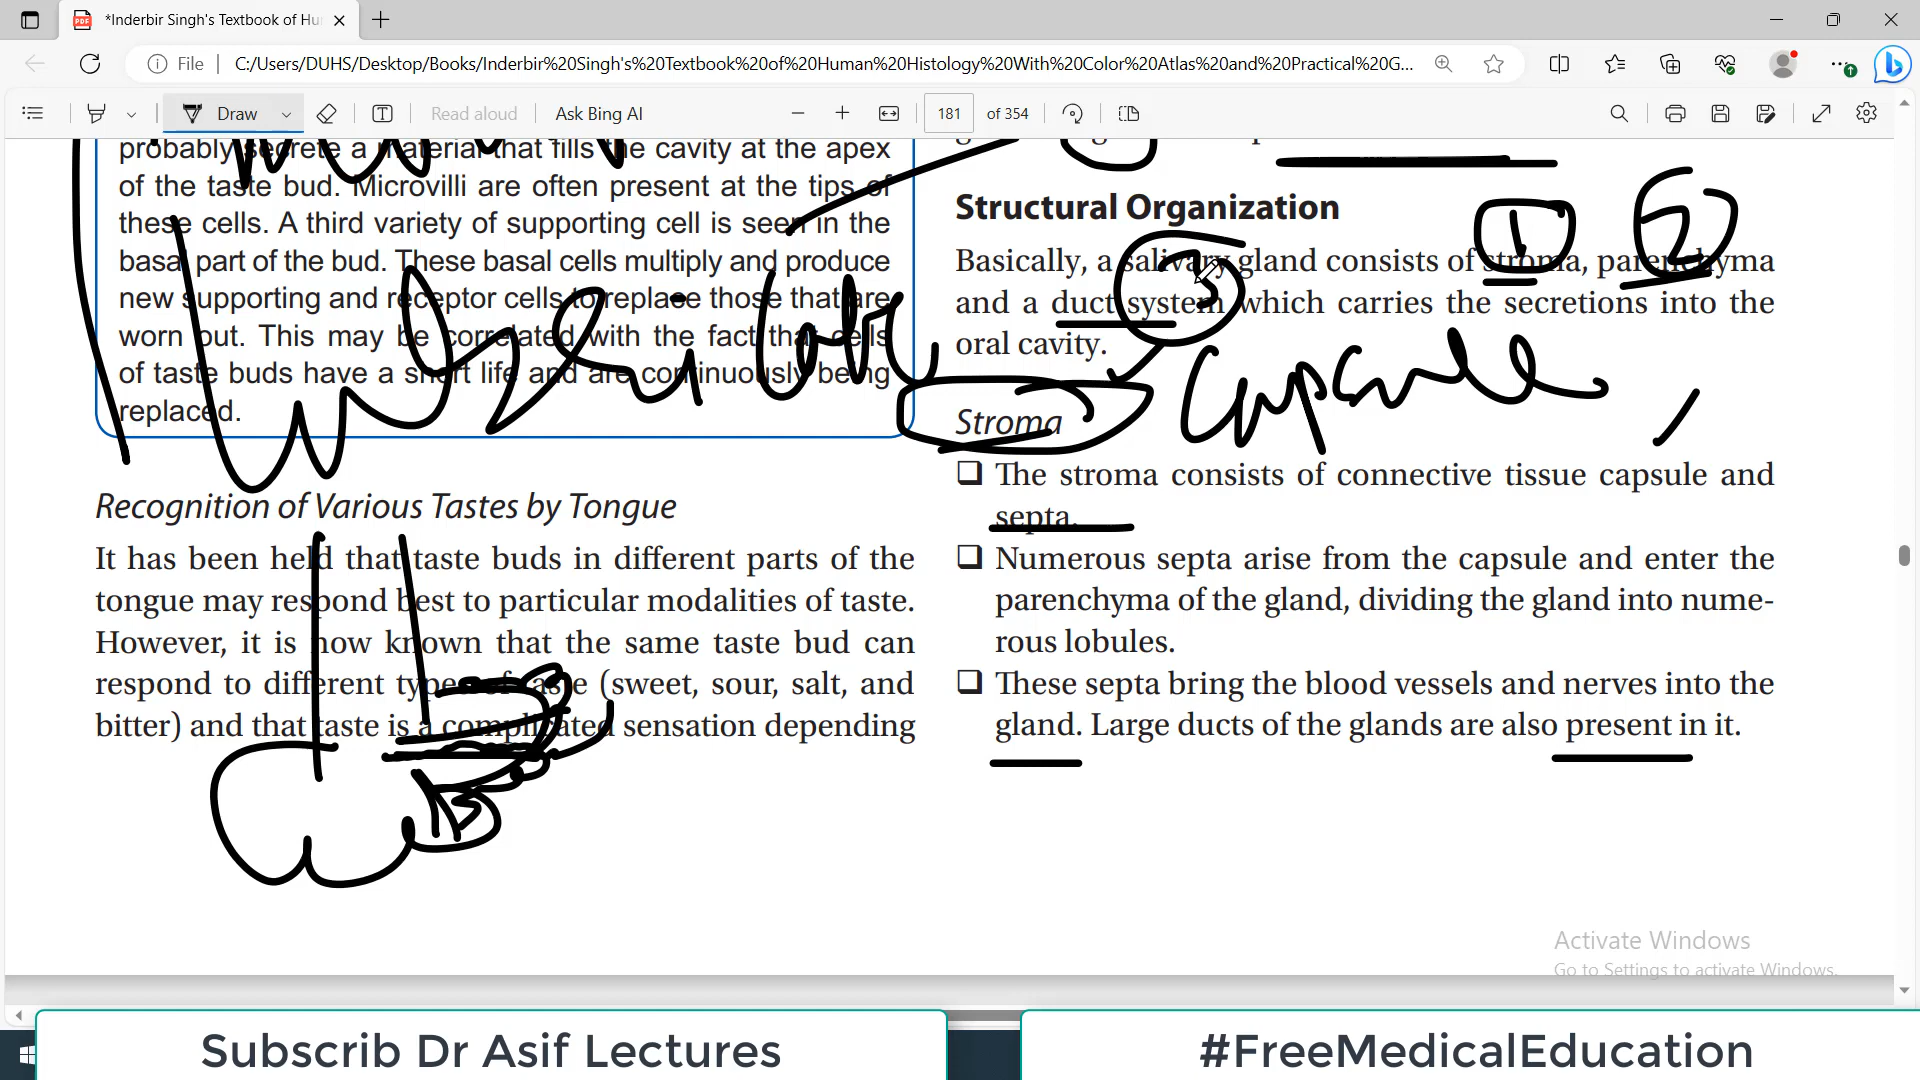 *Inderbir Singh's Textbook of Hu
File
C:/Users/DUHS/Desktop/Books/Inderbir%20Singh's%20Textbook%20of%20Human%20Histology%20With%20Color%20Atlas%20and%20Practical%20G...
Draw
Read aloud
Ask Bing AI
181 of 354
probably secrete a material that fills the cavity at the apex
of the taste bud. Microvilli are often present at the tips of
these cells. A third variety of supporting cell is seen in the
basal part of the bud. These basal cells multiply and produce
new supporting and receptor cells to replace those that are
worn out. This may be correlated with the fact that cells
of taste buds have a short life and are continuously being
replaced.
Recognition of Various Tastes by Tongue
It has been held that taste buds in different parts of the
tongue may respond best to particular modalities of taste.
However, it is now known that the same taste bud can
respond to different types of taste (sweet, sour, salt, and
bitter) and that taste is a complicated sensation depending
Structural Organization
1 2
Basically, a salivary gland consists of stroma, parenchyma
3
and a duct system which carries the secretions into the
oral cavity.
Capsule,
Stroma
❑ The stroma consists of connective tissue capsule and
septa.
❑ Numerous septa arise from the capsule and enter the
parenchyma of the gland, dividing the gland into nume-
rous lobules.
❑ These septa bring the blood vessels and nerves into the
gland. Large ducts of the glands are also present in it.
Activate Windows
Go to Settings to activate Windows.
Subscrib Dr Asif Lectures
#FreeMedicalEducation